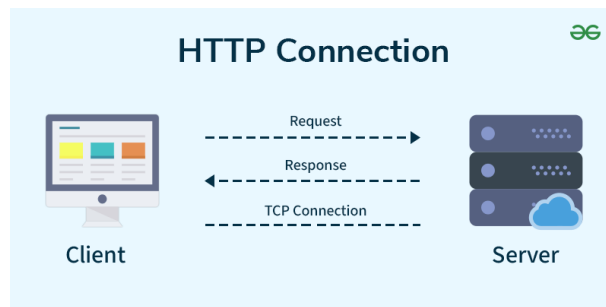 HTTP Connection
Request
Response
TCP Connection
Client
Server